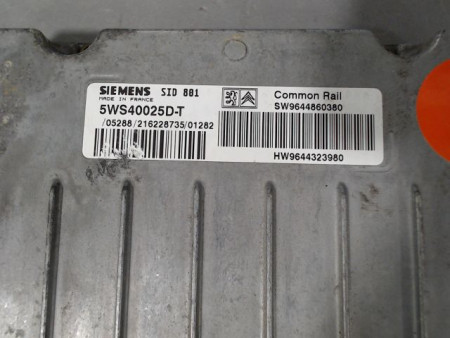 SIEMENS SID 801
MADE IN FRANCE
5WS40025D-T
/05288/216228735/01282
Common Rail
SW9644860380
HW9644323980